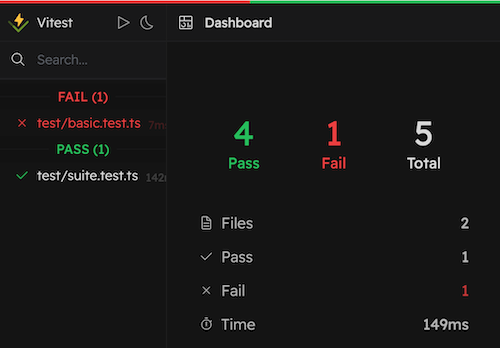 Vitest
Search...
FAIL (1)
test/basic.test.ts 7m
PASS (1)
test/suite.test.ts 142
Dashboard
4 1 5
Pass Fail Total
Files 2
Pass 1
Fail 1
Time 149ms